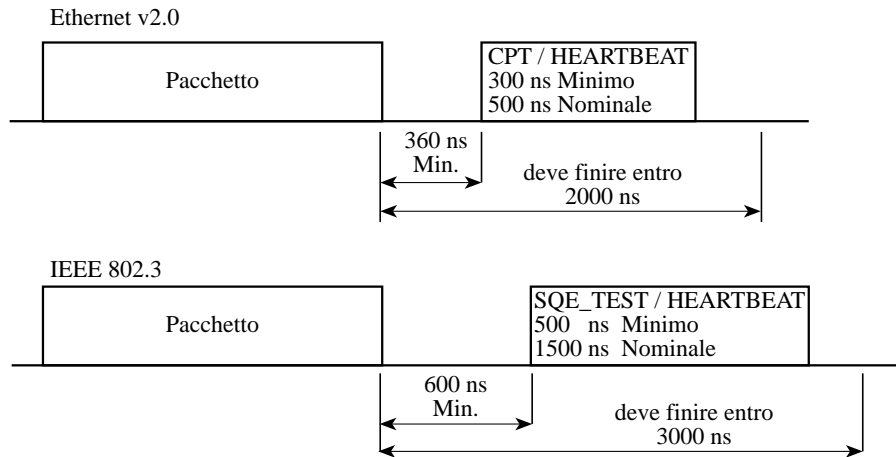 Ethernet v2.0
Pacchetto
CPT / HEARTBEAT
300 ns Minimo
500 ns Nominale
360 ns
Min.
deve finire entro
2000 ns
IEEE 802.3
Pacchetto
SQE_TEST / HEARTBEAT
500 ns Minimo
1500 ns Nominale
600 ns
Min.
deve finire entro
3000 ns